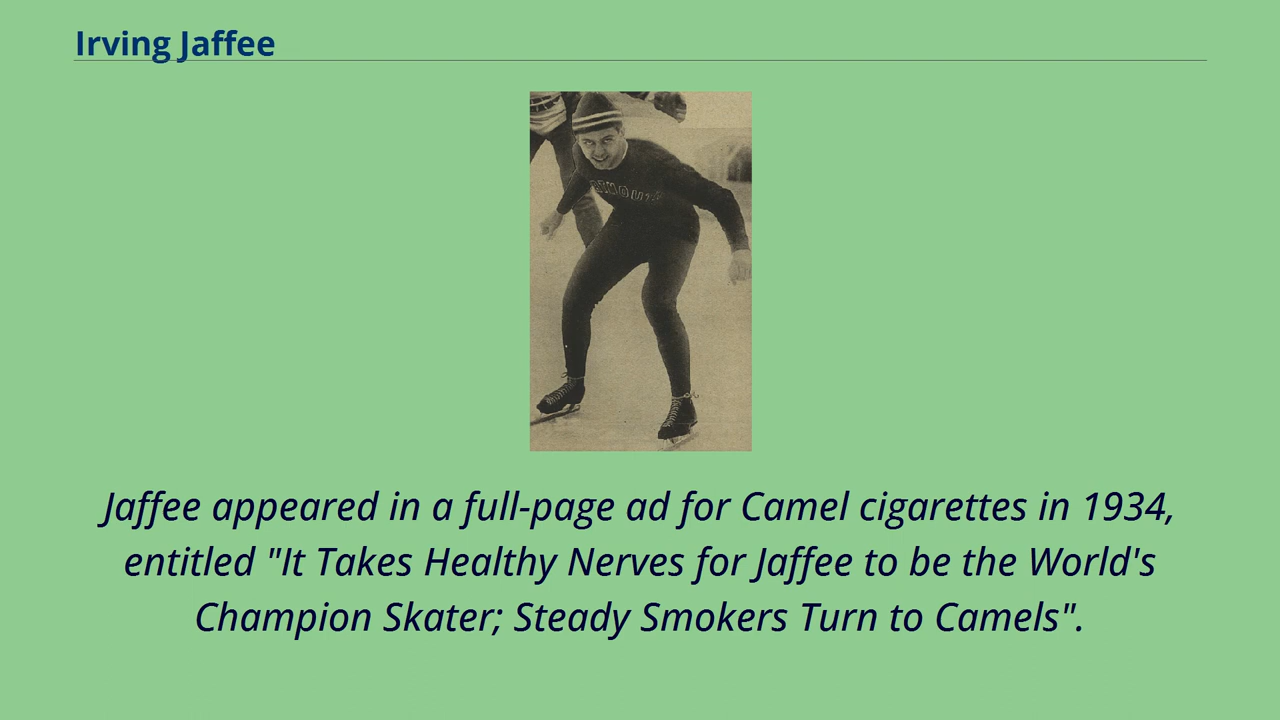 Irving Jaffee
Jaffee appeared in a full-page ad for Camel cigarettes in 1934,
entitled "It Takes Healthy Nerves for Jaffee to be the World's
Champion Skater; Steady Smokers Turn to Camels".